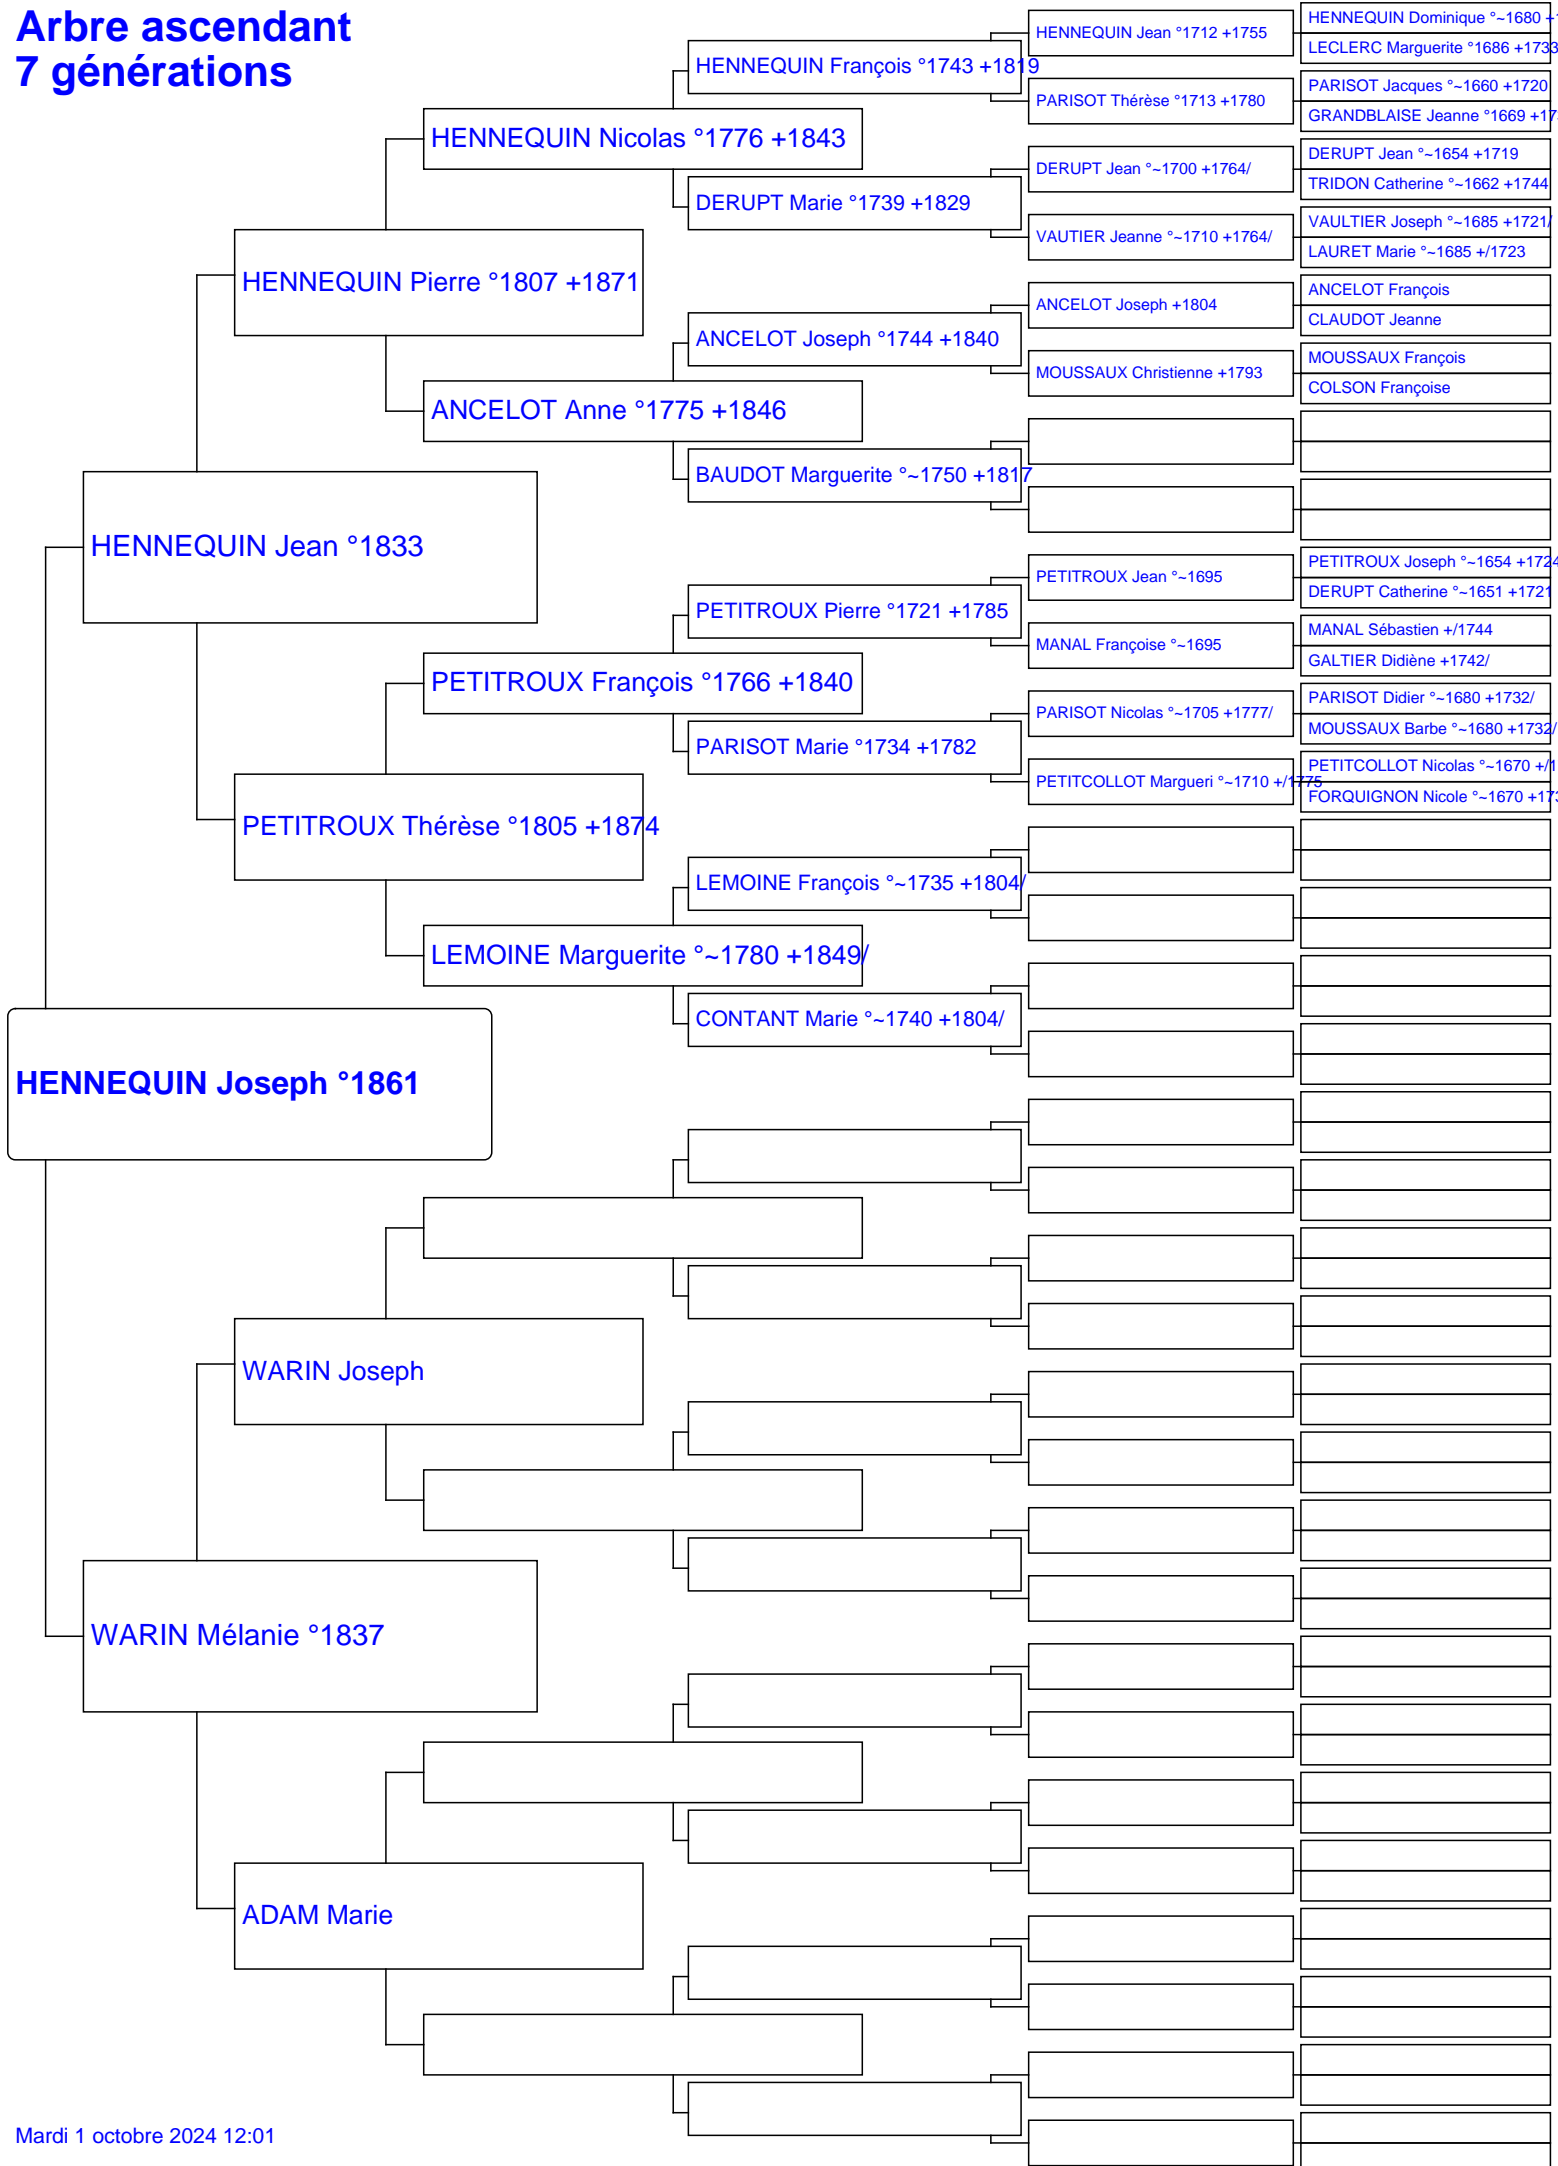 Arbre ascendant
7 générations
HENNEQUIN Joseph °1861
HENNEQUIN Jean °1833
WARIN Mélanie °1837
HENNEQUIN Pierre °1807 +1871
PETITROUX Thérèse °1805 +1874
WARIN Joseph
ADAM Marie
HENNEQUIN Nicolas °1776 +1843
ANCELOT Anne °1775 +1846
PETITROUX François °1766 +1840
LEMOINE Marguerite °~1780 +1849/
HENNEQUIN François °1743 +1819
DERUPT Marie °1739 +1829
ANCELOT Joseph °1744 +1840
BAUDOT Marguerite °~1750 +1817
PETITROUX Pierre °1721 +1785
PARISOT Marie °1734 +1782
LEMOINE François °~1735 +1804/
CONTANT Marie °~1740 +1804/
HENNEQUIN Jean °1712 +1755
PARISOT Thérèse °1713 +1780
DERUPT Jean °~1700 +1764/
VAUTIER Jeanne °~1710 +1764/
ANCELOT Joseph +1804
MOUSSAUX Christienne +1793
PETITROUX Jean °~1695
MANAL Françoise °~1695
PARISOT Nicolas °~1705 +1777/
PETITCOLLOT Margueri °~1710 +/1775
HENNEQUIN Dominique °~1680
LECLERC Marguerite °1686 +1733
PARISOT Jacques °~1660 +1720
GRANDBLAISE Jeanne °1669
DERUPT Jean °~1654 +1719
TRIDON Catherine °~1662 +1744
VAULTIER Joseph °~1685 +1721/
LAURET Marie °~1685 +/1723
ANCELOT François
CLAUDOT Jeanne
MOUSSAUX François
COLSON Françoise
PETITROUX Joseph °~1654 +1724
DERUPT Catherine °~1651 +1721
MANAL Sébastien +/1744
GALTIER Didiène +1742/
PARISOT Didier °~1680 +1732/
MOUSSAUX Barbe °~1680 +1732/
PETITCOLLOT Nicolas °~1670
FORQUIGNON Nicole °~1670
Mardi 1 octobre 2024 12:01